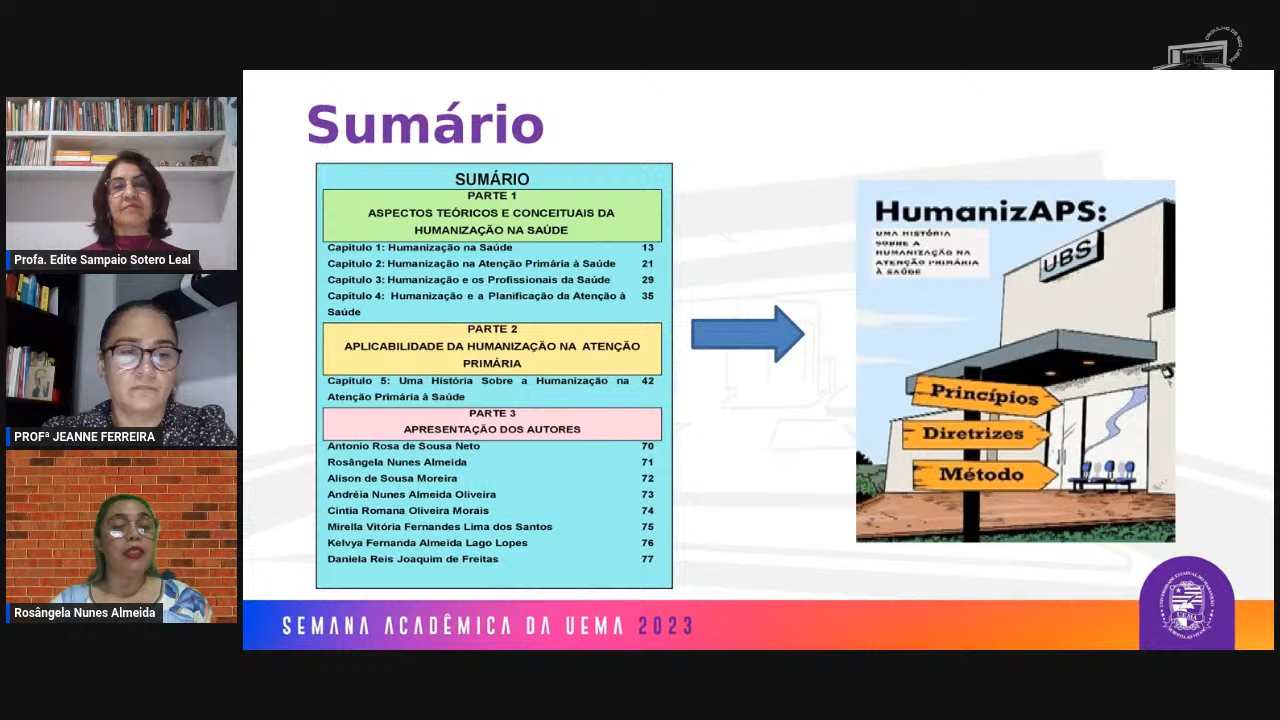 Profa. Edite Sampaio Sotero Leal
PROFª JEANNE FERREIRA
Rosângela Nunes Almeida
Sumário
SUMÁRIO
PARTE 1
ASPECTOS TEÓRICOS E CONCEITUAIS DA
HUMANIZAÇÃO NA SAÚDE
Capítulo 1: Humanização na Saúde 13
Capítulo 2: Humanização na Atenção Primária à Saúde 21
Capítulo 3: Humanização e os Profissionais da Saúde 29
Capítulo 4: Humanização e a Planificação da Atenção à 35
Saúde
PARTE 2
APLICABILIDADE DA HUMANIZAÇÃO NA ATENÇÃO
PRIMÁRIA
Capítulo 5: Uma História Sobre a Humanização na 42
Atenção Primária à Saúde
PARTE 3
APRESENTAÇÃO DOS AUTORES
Antonio Rosa de Sousa Neto 70
Rosângela Nunes Almeida 71
Alison de Sousa Moreira 72
Andréia Nunes Almeida Oliveira 73
Cintia Romana Oliveira Morais 74
Mirella Vitória Fernandes Lima dos Santos 75
Kelvya Fernanda Almeida Lago Lopes 76
Daniela Reis Joaquim de Freitas 77
HumanizAPS:
UMA HISTÓRIA
SOBRE A
HUMANIZAÇÃO NA
ATENÇÃO PRIMÁRIA
À SAÚDE
UBS
Princípios
Diretrizes
Método
SEMANA ACADÊMICA DA UEMA 2023
UEMA